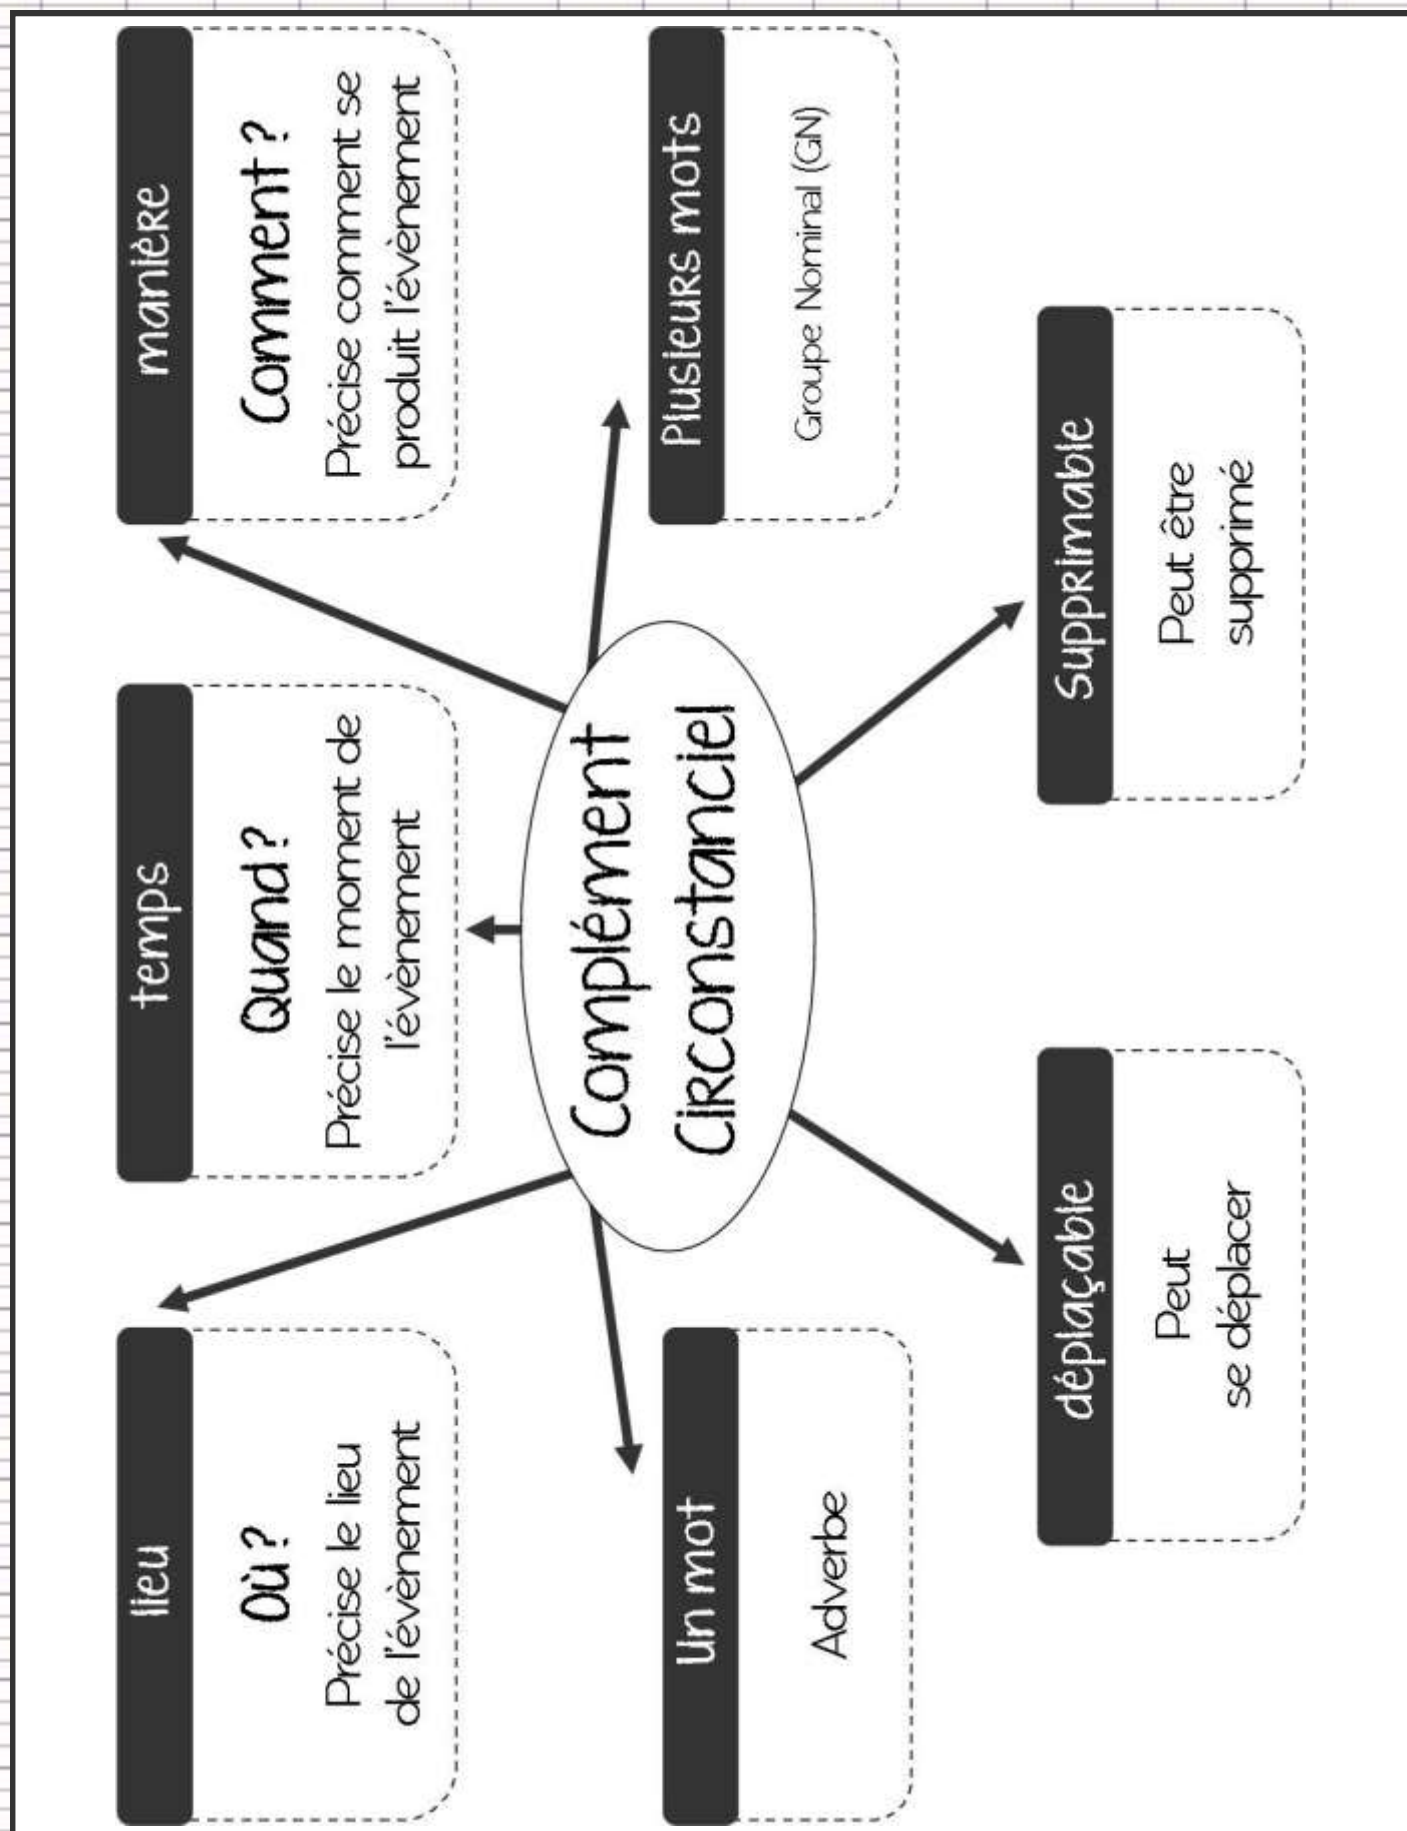 lieu
Où ?
Précise le lieu
de l'évènement
temps
Quand ?
Précise le moment de
l'évènement
manière
Comment ?
Précise comment se
produit l'évènement
Complément
Circonstanciel
Un mot
Adverbe
Plusieurs mots
Groupe Nominal (GN)
déplaçable
Peut
se déplacer
Supprimable
Peut être
supprimé